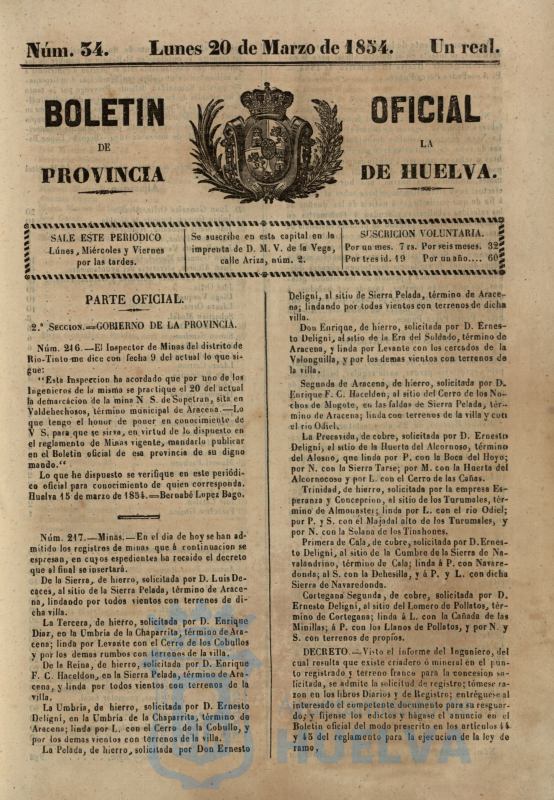 Núm. 34. Lunes 20 de Marzo de 1854. Un real.
BOLETIN OFICIAL
DE LA
PROVINCIA DE HUELVA.
SALE ESTE PERIODICO
Lúnes, Miércoles y Viernes
por las tardes.
Se suscribe en esta capital en la
imprenta de D. M. V. de la Vega,
calle Ariza, núm. 2.
SUSCRICION VOLUNTARIA.
Por un mes. 7 rs. Por seis meses. 32
Por tres id. 19 Por un año.... 60
PARTE OFICIAL.
2.ª SECCION.=GOBIERNO DE LA PROVINCIA.
Núm. 246.—El Inspector de Minas del distrito de
Rio-Tinto me dice con fecha 9 del actual lo que si-
gue:
"Esta Inspeccion ha acordado que por uno de los
Ingenieros de la misma se practique el 20 del actual
la demarcacion de la mina N S. de Sopetran, sita en
Valdehechosos, término municipal de Aracena.—Lo
que tengo el honor de poner en conocimiento de
V S. para que se sirva, en virtud de lo dispuesto en
el reglamento de Minas vigente, mandarlo publicar
en el Boletin oficial de esa provincia de su digno
mando."
Lo que he dispuesto se verifique en este periódi-
co oficial para conocimiento de quien corresponda.
Huelva 15 de marzo de 1854.=Bernabé Lopez Bago.
Núm. 247.—Minas.—En el dia de hoy se han ad-
mitido los registros de minas que á continuacion se
espresan, en cuyos espedientes ha recaido el decreto
que al final se insertará.
De la Sierra, de hierro, solicitada por D. Luis De-
caces, al sitio de la Sierra Pelada, término de Arace-
na, lindando por todos vientos con terrenos de di-
cha villa.
La Tercera, de hierro, solicitada por D. Enrique
Diaz, en la Umbria de la Chaparrita, término de Ara-
cena; linda por Levante con el Cerro de los Cobullos
y por los demas rumbos con terrenos de la villa.
De la Reina, de hierro, solicitada por D. Enrique
F. C. Haceldon, en la Sierra Pelada, término de Ara-
cena, y linda por todos vientos con terrenos de la
villa.
La Umbria, de hierro, solicitada por D. Ernesto
Deligni, en la Umbria de la Chaparrita, término de
Aracena; linda por L. con el Cerro de la Cobullo, y
por los demas vientos con terrenos de la villa.
La Pelada, de hierro, solicitada por Don Ernesto
Deligni, al sitio de Sierra Pelada, término de Arace-
na; lindando por todos vientos con terrenos de dicha
villa.
Don Enrique, de hierro, solicitada por D. Ernes-
to Deligni, al sitio de la Era del Soldado, término de
Aracena, y linda por Levante con los cercados de la
Valonguilla, y por los demas vientos con terrenos de
la villa.
Segunda de Aracena, de hierro, solicitada por D.
Enrique F. C. Haceldon, al sitio del Cerro de los No-
chos de Mogote, en las faldas de Sierra Pelada, tér-
mino de Aracena; linda con terrenos de la villa y con
el rio Odiel.
La Precavida, de cobre, solicitada por D. Ernesto
Deligni, al sitio de la Huerta del Alcornoso, término
del Alosno, que linda por P. con la Boca del Hoyo;
por N. con la Sierra Tarse; por M. con la Huerta del
Alcornocoso y por L. con el Cerro de las Cañas.
Trinidad, de hierro, solicitada por la empresa Es-
peranza y Concepcion, al sitio de los Turumales, tér-
mino de Almonaster; linda por L. con el rio Odiel;
por P. y S. con el Majadal alto de los Turumales, y
por N. con la Solana de los Tinahones.
Primera de Cala, de cobre, solicitada por D. Ernes-
to Deligni, al sitio de la Cumbre de la Sierra de Na-
valandrino, término de Cala; linda á P. con Navare-
donda; al S. con la Dehesilla, y á P. y L. con dicha
Sierra de Navaredonda.
Cortegana Segunda, de cobre, solicitada por D.
Ernesto Deligni, al sitio del Lomero de Pollatos, tér-
mino de Cortegana; linda á L. con la Cañada de las
Minillas; á P. con los Llanos de Pollatos, y por N. y
S. con terrenos de propios.
DECRETO.—Visto el informe del Ingeniero, del
cual resulta que existe criadero ó mineral en el pun-
to registrado y terreno franco para la concesion so-
licitada, se admite la solicitud de registro; tómese ra-
zon en los libros Diarios y de Registro; entréguese al
interesado el competente documento para su resguar-
do; y fijense los edictos y hágase el anuncio en el
Boletin oficial del modo prescrito en los artículos 44
y 45 del reglamento para la ejecucion de la ley de
ramo.
HUELVA